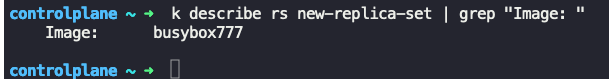 controlplane ~ ➜  k describe rs new-replica-set | grep "Image: "
    Image:      busybox777

controlplane ~ ➜